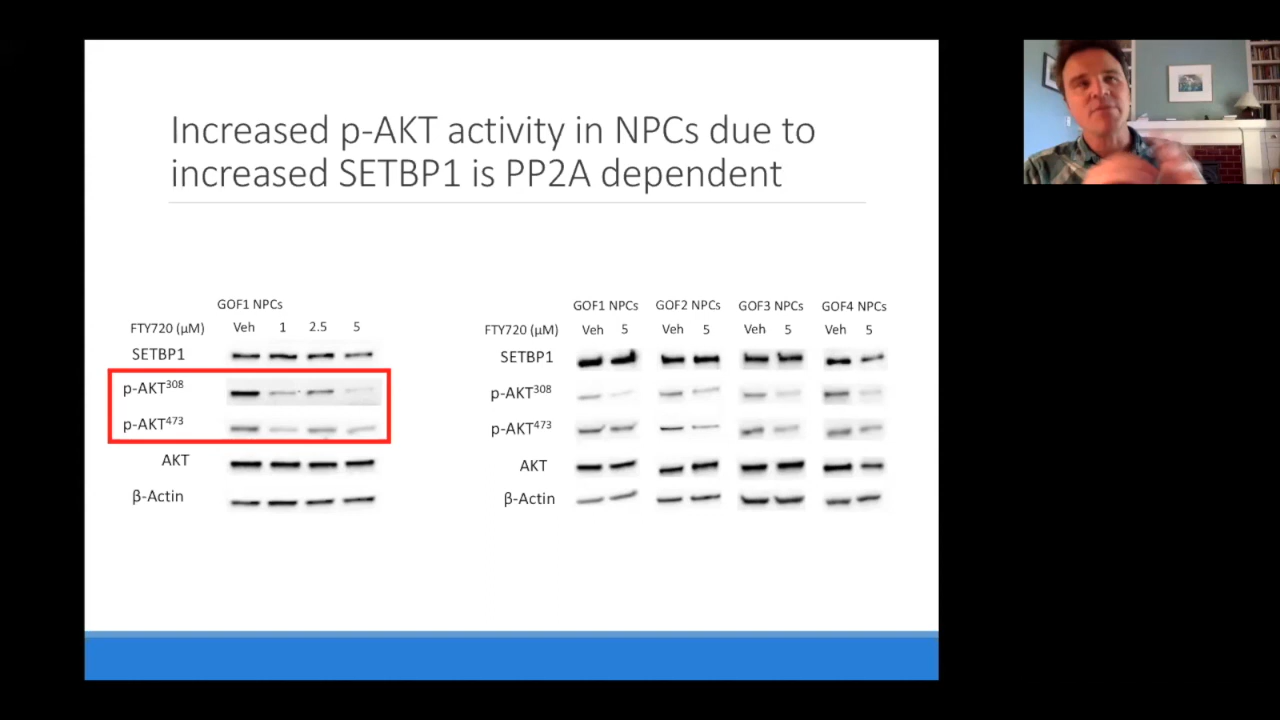 Increased p-AKT activity in NPCs due to
increased SETBP1 is PP2A dependent
GOF1 NPCs
FTY720 (µM) Veh 1 2.5 5
SETBP1
p-AKT³⁰⁸
p-AKT⁴⁷³
AKT
β-Actin
GOF1 NPCs GOF2 NPCs GOF3 NPCs GOF4 NPCs
FTY720 (µM) Veh 5 Veh 5 Veh 5 Veh 5
SETBP1
p-AKT³⁰⁸
p-AKT⁴⁷³
AKT
β-Actin